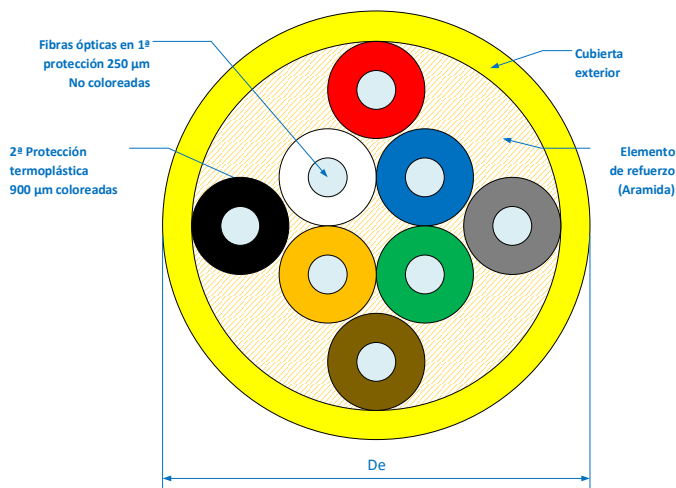 Fibras ópticas en 1ª
protección 250 µm
No coloreadas
Cubierta
exterior
2ª Protección
termoplástica
900 µm coloreadas
Elemento
de refuerzo
(Aramida)
De